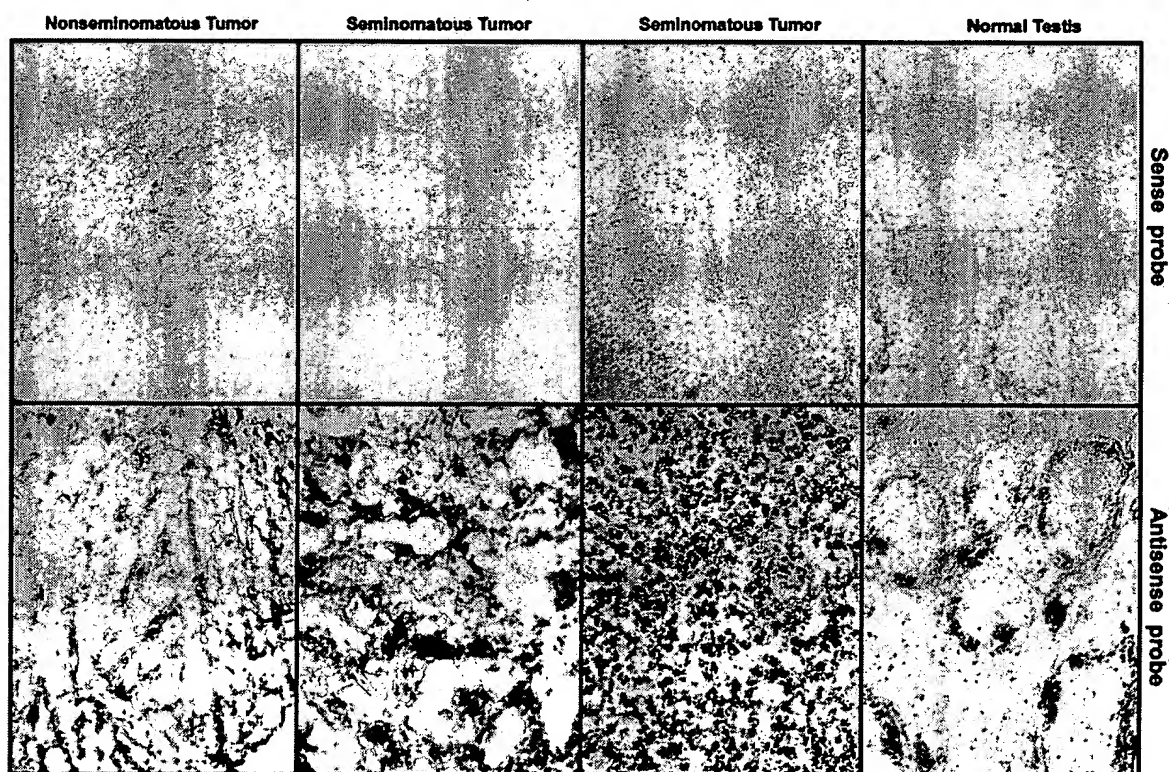 Nonseminomatous Tumor
Seminomatous Tumor
Seminomatous Tumor
Normal Testis
Sense probe
Antisense probe